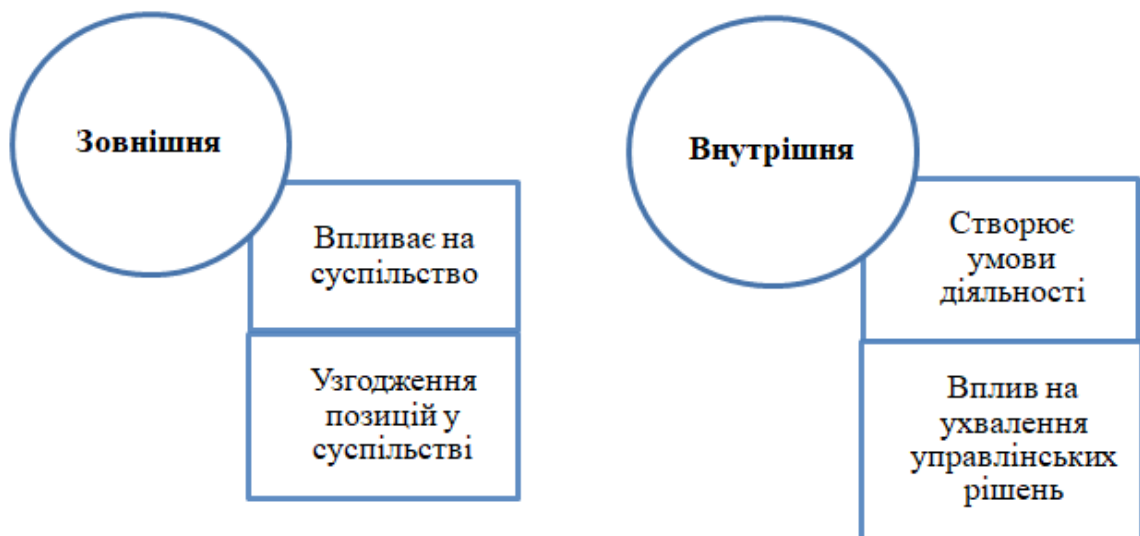 Зовнішня
Впливає на
суспільство
Узгодження
позицій у
суспільстві
Внутрішня
Створює
умови
діяльності
Вплив на
ухвалення
управлінських
рішень